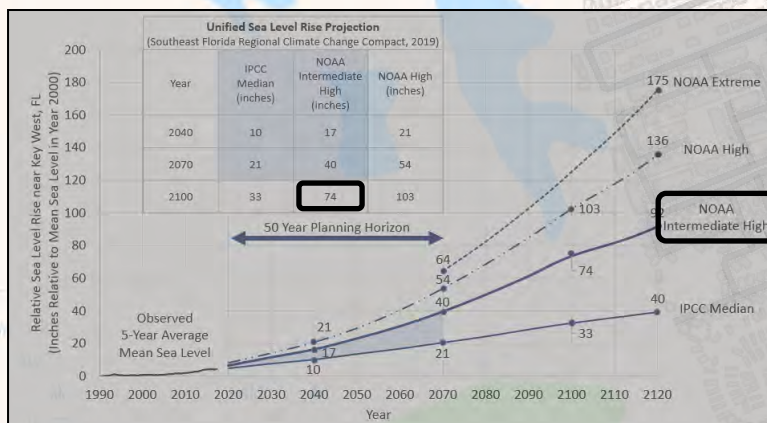 Unified Sea Level Rise Projection
(Southeast Florida Regional Climate Change Compact, 2019)
Year
IPCC Median (inches)
NOAA Intermediate High (inches)
NOAA High (inches)
2040 10 17 21
2070 21 40 54
2100 33 74 103
50 Year Planning Horizon
Relative Sea Level Rise near Key West, FL
(Inches Relative to Mean Sea Level in Year 2000)
200
180
160
140
120
100
80
60
40
20
0
175 NOAA Extreme
136
NOAA High
103
92
NOAA
Intermediate High
74
64
54
40
40
IPCC Median
33
21
21
17
10
Observed
5-Year Average
Mean Sea Level
1990 2000 2010 2020 2030 2040 2050 2060 2070 2080 2090 2100 2110 2120
Year